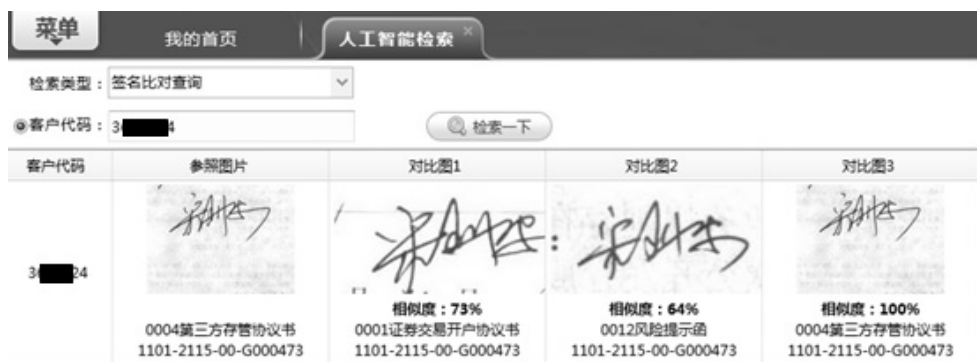 菜单 我的首页 人工智能检索 ×
检索类型：签名比对查询
客户代码：3 4 检索一下
客户代码 参照图片 对比图1 对比图2 对比图3
3 24
相似度：73% 相似度：64% 相似度：100%
0004第三方存管协议书 0001证券交易开户协议书 0012风险提示函 0004第三方存管协议书
1101-2115-00-G000473 1101-2115-00-G000473 1101-2115-00-G000473 1101-2115-00-G000473